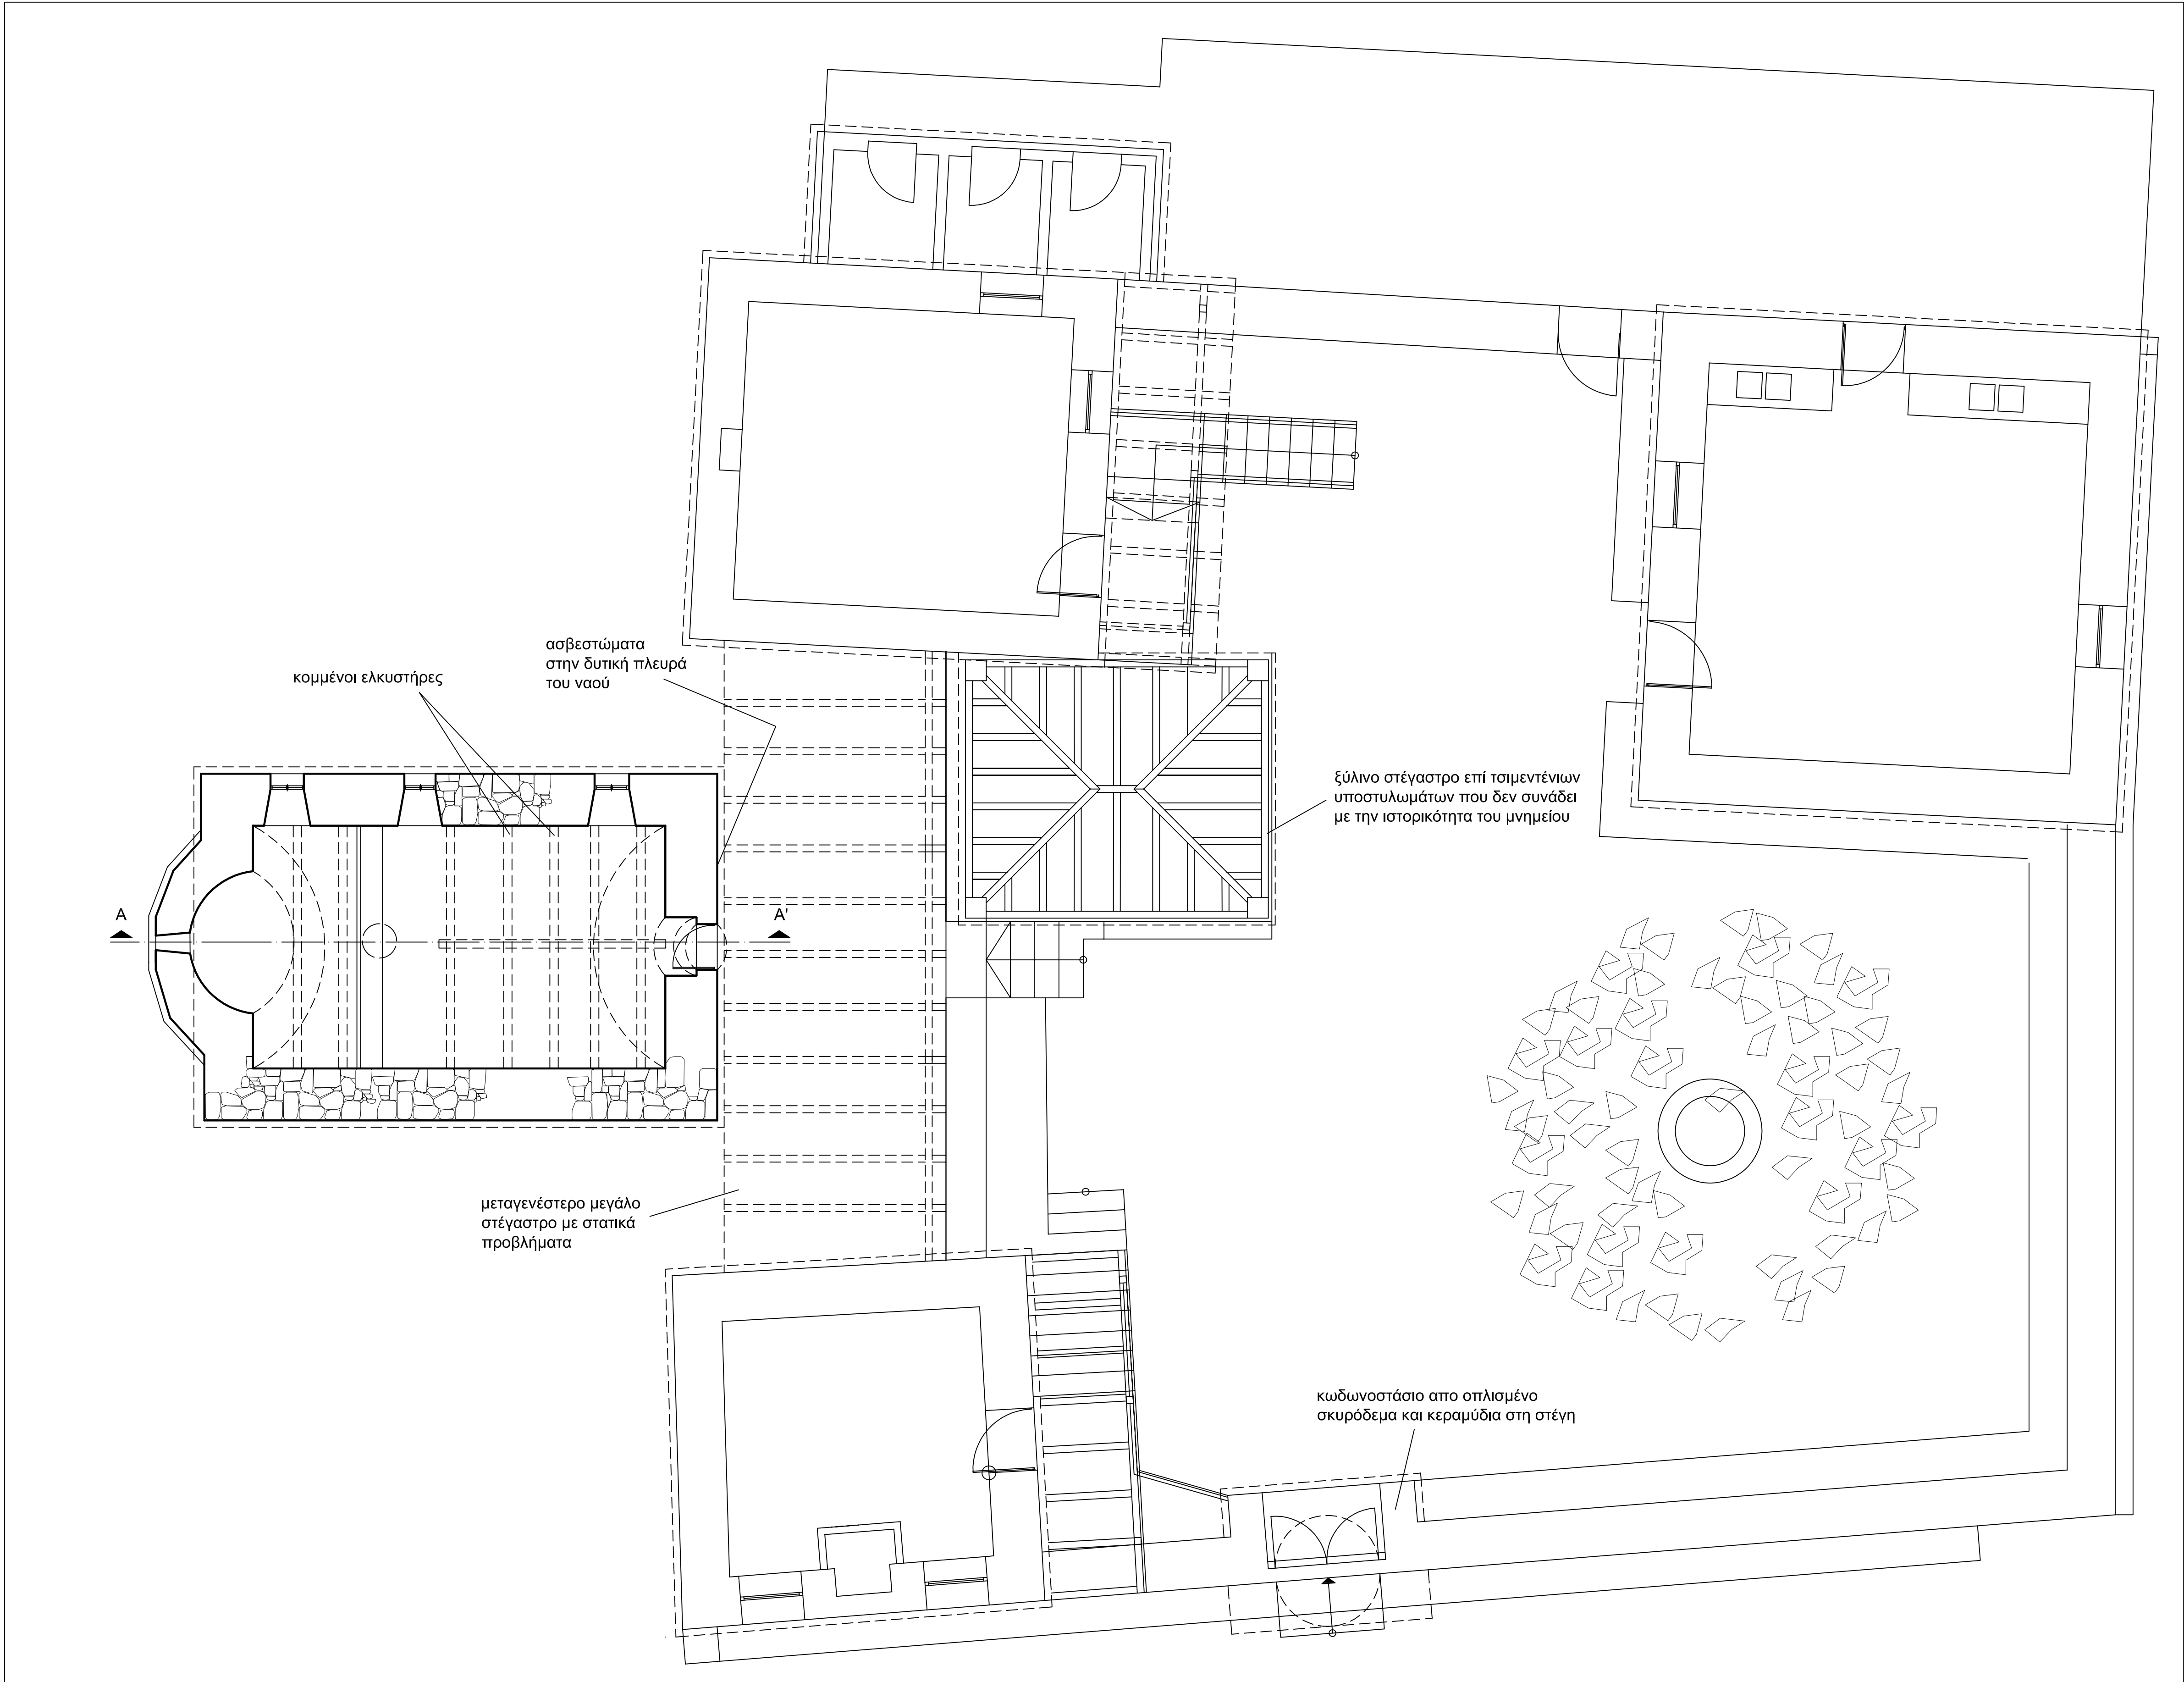 ασβεστώματα
στην δυτική πλευρά
του ναού
κομμένοι ελκυστήρες
ξύλινο στέγαστρο επί τσιμεντένιων
υποστυλωμάτων που δεν συνάδει
με την ιστορικότητα του μνημείου
A
A'
μεταγενέστερο μεγάλο
στέγαστρο με στατικά
προβλήματα
κωδωνοστάσιο απο οπλισμένο
σκυρόδεμα και κεραμύδια στη στέγη